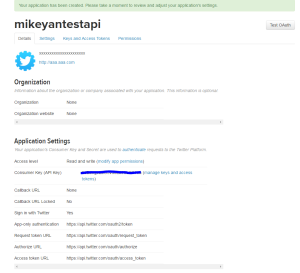 Your application has been created. Please take a moment to review and adjust your application's settings.
mikeyantestapi
Test OAuth
Details Settings Keys and Access Tokens Permissions
http://aaa.aaa.com
Organization
Information about the organization or company associated with your application. This information is optional.
Organization None
Organization website None
Application Settings
Your application's Consumer Key and Secret are used to authenticate requests to the Twitter Platform.
Access level Read and write (modify app permissions)
Consumer Key (API Key) (manage keys and access tokens)
Callback URL None
Callback URL Locked No
Sign in with Twitter Yes
App-only authentication https://api.twitter.com/oauth2/token
Request token URL https://api.twitter.com/oauth/request_token
Authorize URL https://api.twitter.com/oauth/authorize
Access token URL https://api.twitter.com/oauth/access_token